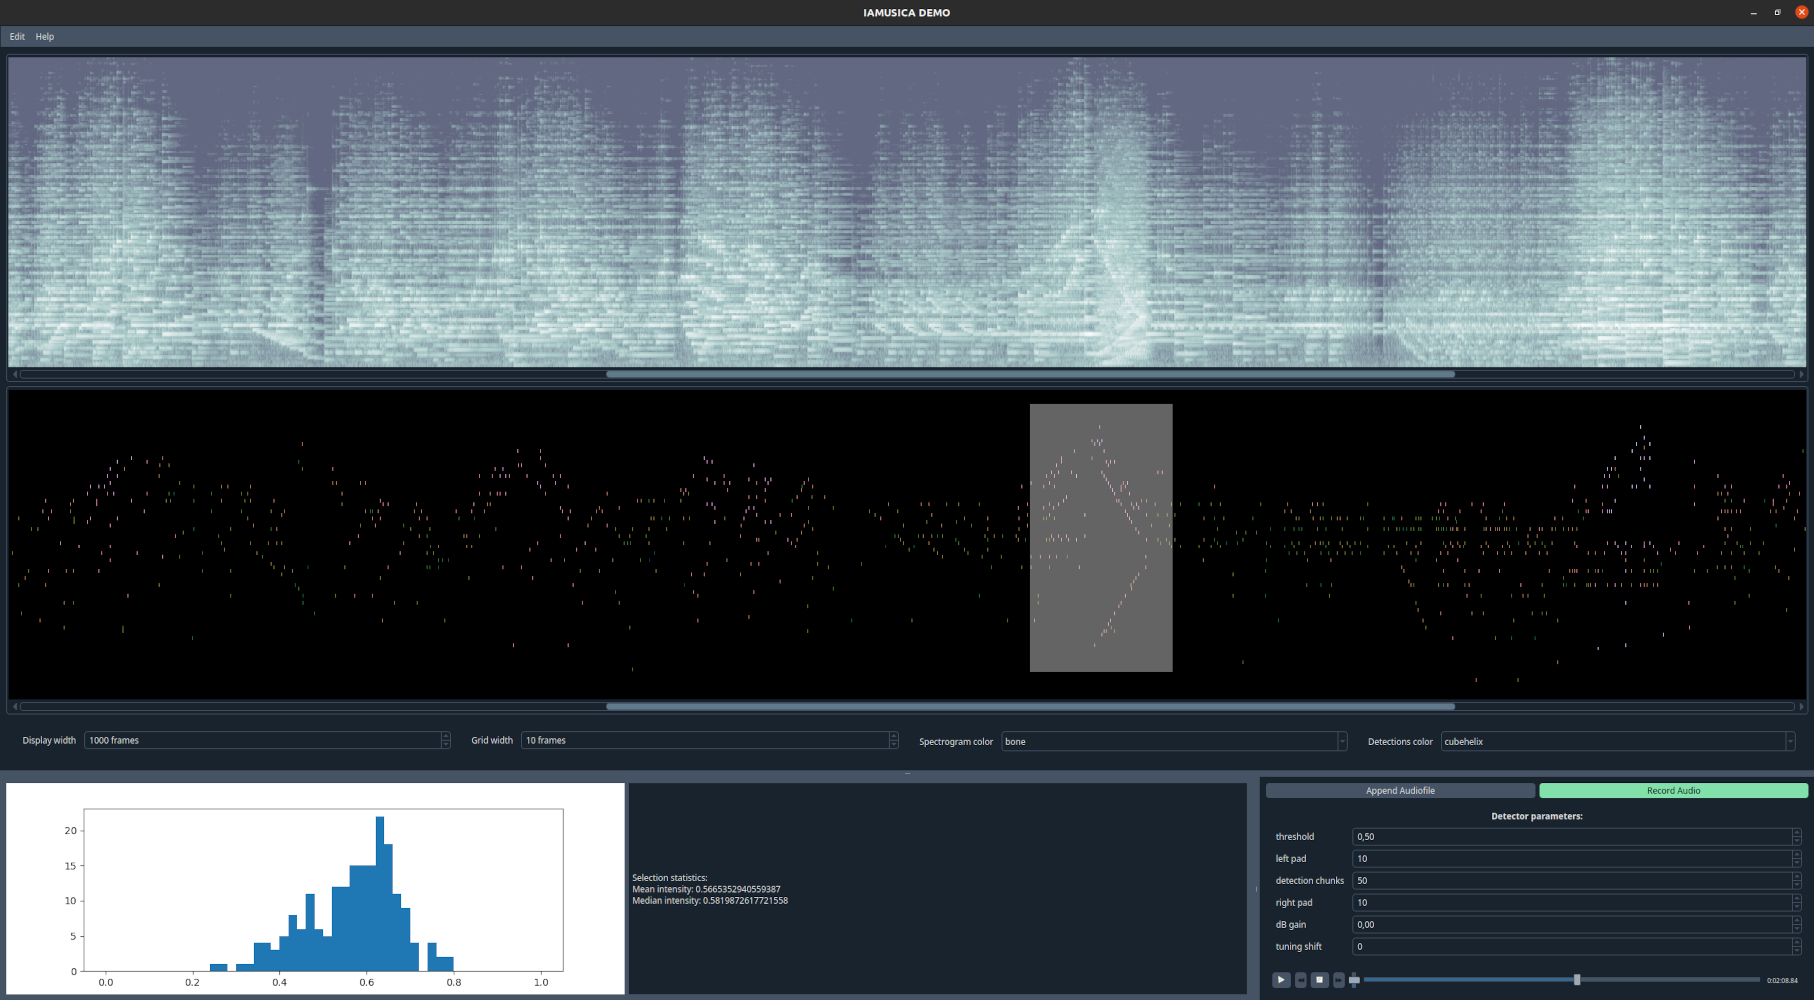 IAMUSICA DEMO
Edit Help
Display width 1000 frames Grid width 10 frames Spectrogram color bone Detections color cubehelix
Append Audiofile Record Audio
Detector parameters:
threshold 0,50
left pad 10
detection chunks 50
right pad 10
dB gain 0,00
tuning shift 0
0:02:08.84
Selection statistics:
Mean intensity: 0.5665352940559387
Median intensity: 0.5819872617721558
20
15
10
5
0
0.0 0.2 0.4 0.6 0.8 1.0